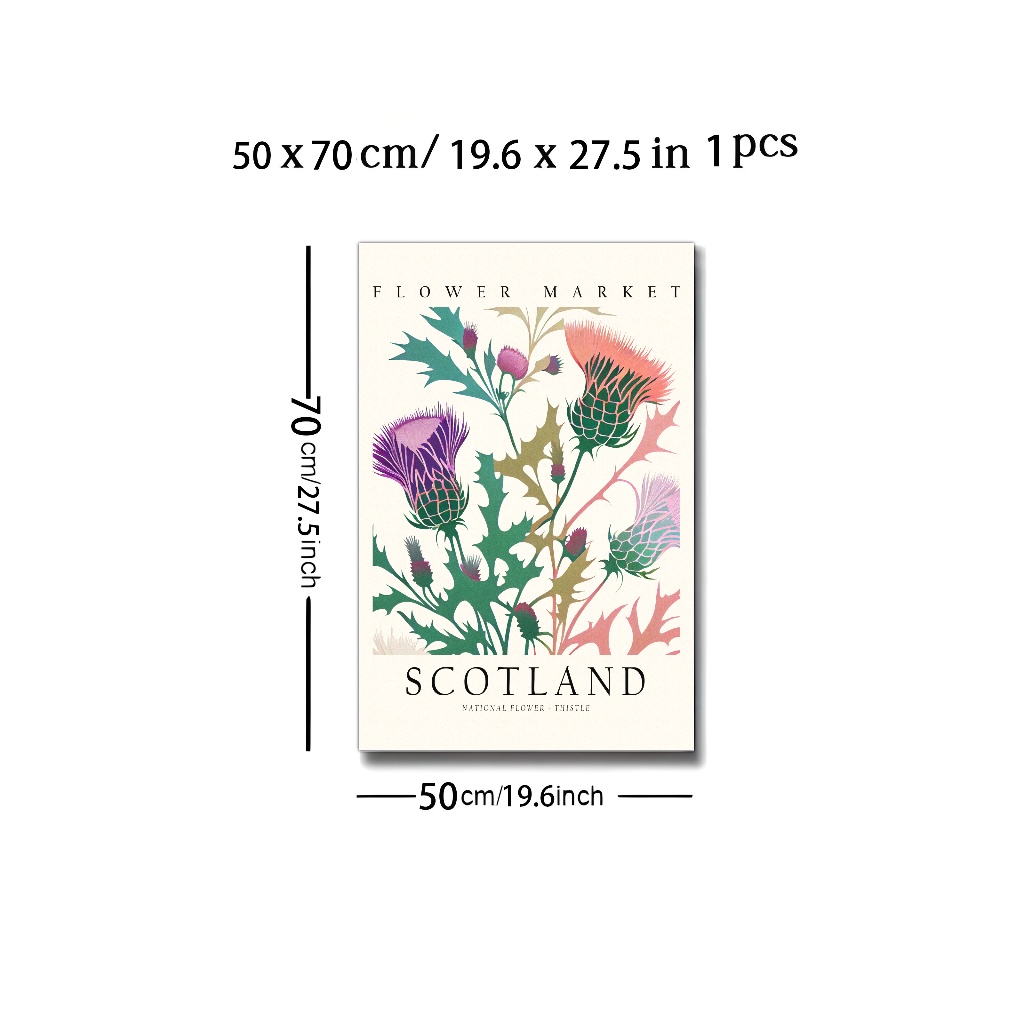 50 x 70 cm/ 19.6 x 27.5 in 1 pcs
FLOWER MARKET
70cm/27.5inch
SCOTLAND
NATIONAL FLOWER - THISTLE
50cm/19.6inch